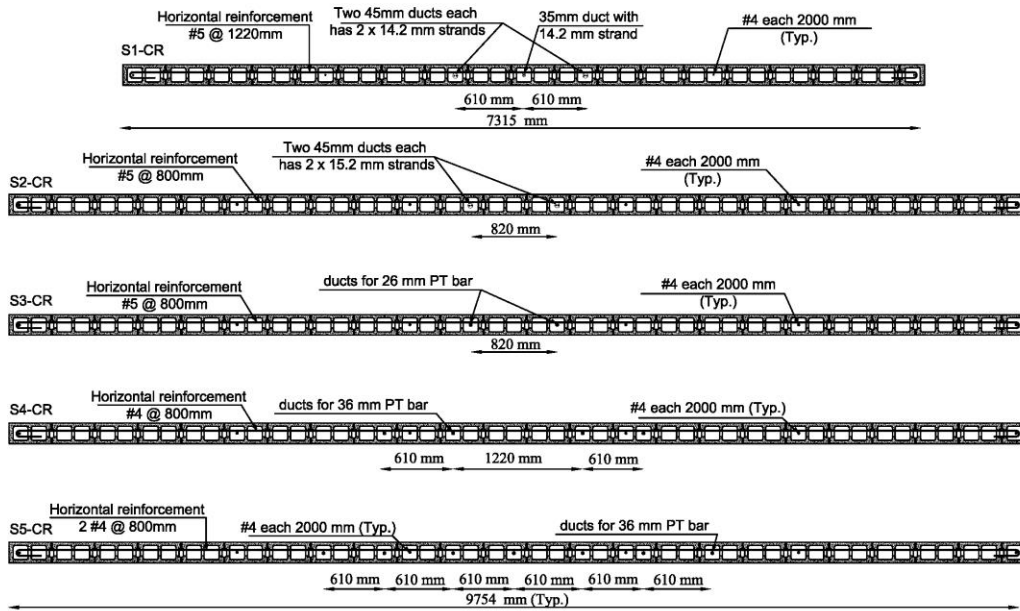 Horizontal reinforcement
#5 @ 1220mm
Two 45mm ducts each
has 2 x 14.2 mm strands
35mm duct with
14.2 mm strand
#4 each 2000 mm
(Typ.)
S1-CR
610 mm
610 mm
7315 mm
Horizontal reinforcement
#5 @ 800mm
Two 45mm ducts each
has 2 x 15.2 mm strands
#4 each 2000 mm
(Typ.)
S2-CR
820 mm
Horizontal reinforcement
#5 @ 800mm
ducts for 26 mm PT bar
#4 each 2000 mm
(Typ.)
S3-CR
820 mm
Horizontal reinforcement
#4 @ 800mm
ducts for 36 mm PT bar
#4 each 2000 mm (Typ.)
S4-CR
610 mm
1220 mm
610 mm
Horizontal reinforcement
2 #4 @ 800mm
#4 each 2000 mm (Typ.)
ducts for 36 mm PT bar
S5-CR
610 mm
610 mm
610 mm
610 mm
610 mm
610 mm
9754 mm (Typ.)